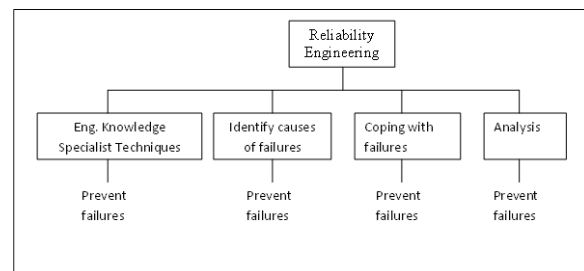 Reliability
Engineering
Eng. Knowledge
Specialist Techniques
Identify causes
of failures
Coping with
failures
Analysis
Prevent
failures
Prevent
failures
Prevent
failures
Prevent
failures